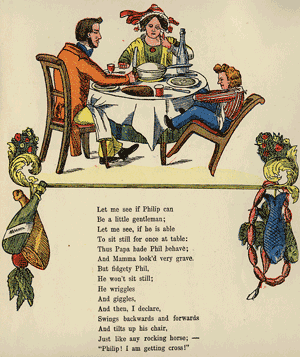 Let me see if Philip can
Be a little gentleman;
Let me see, if he is able
To sit still for once at table:
Thus Papa bade Phil behave;
And Mamma look'd very grave.
But fidgety Phil,
He won't sit still;
He wriggles
And giggles,
And then, I declare,
Swings backwards and forwards
And tilts up his chair,
Just like any rocking horse; —
"Philip! I am getting cross!"